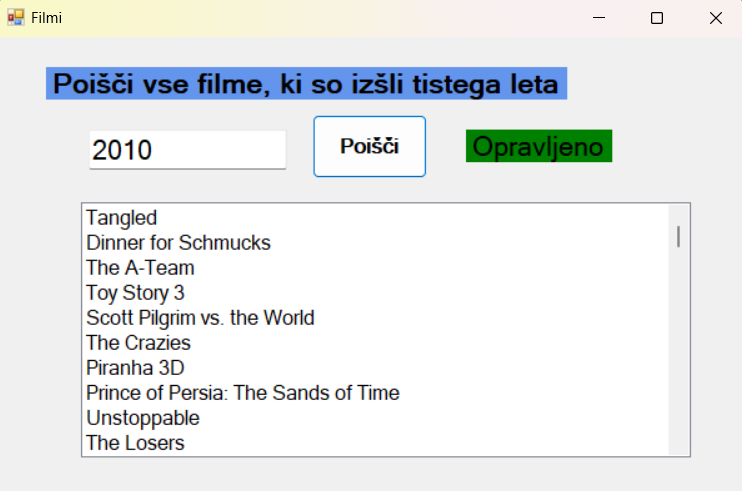 Filmi
Poišči vse filme, ki so izšli tistega leta
2010
Poišči
Opravljeno
Tangled
Dinner for Schmucks
The A-Team
Toy Story 3
Scott Pilgrim vs. the World
The Crazies
Piranha 3D
Prince of Persia: The Sands of Time
Unstoppable
The Losers